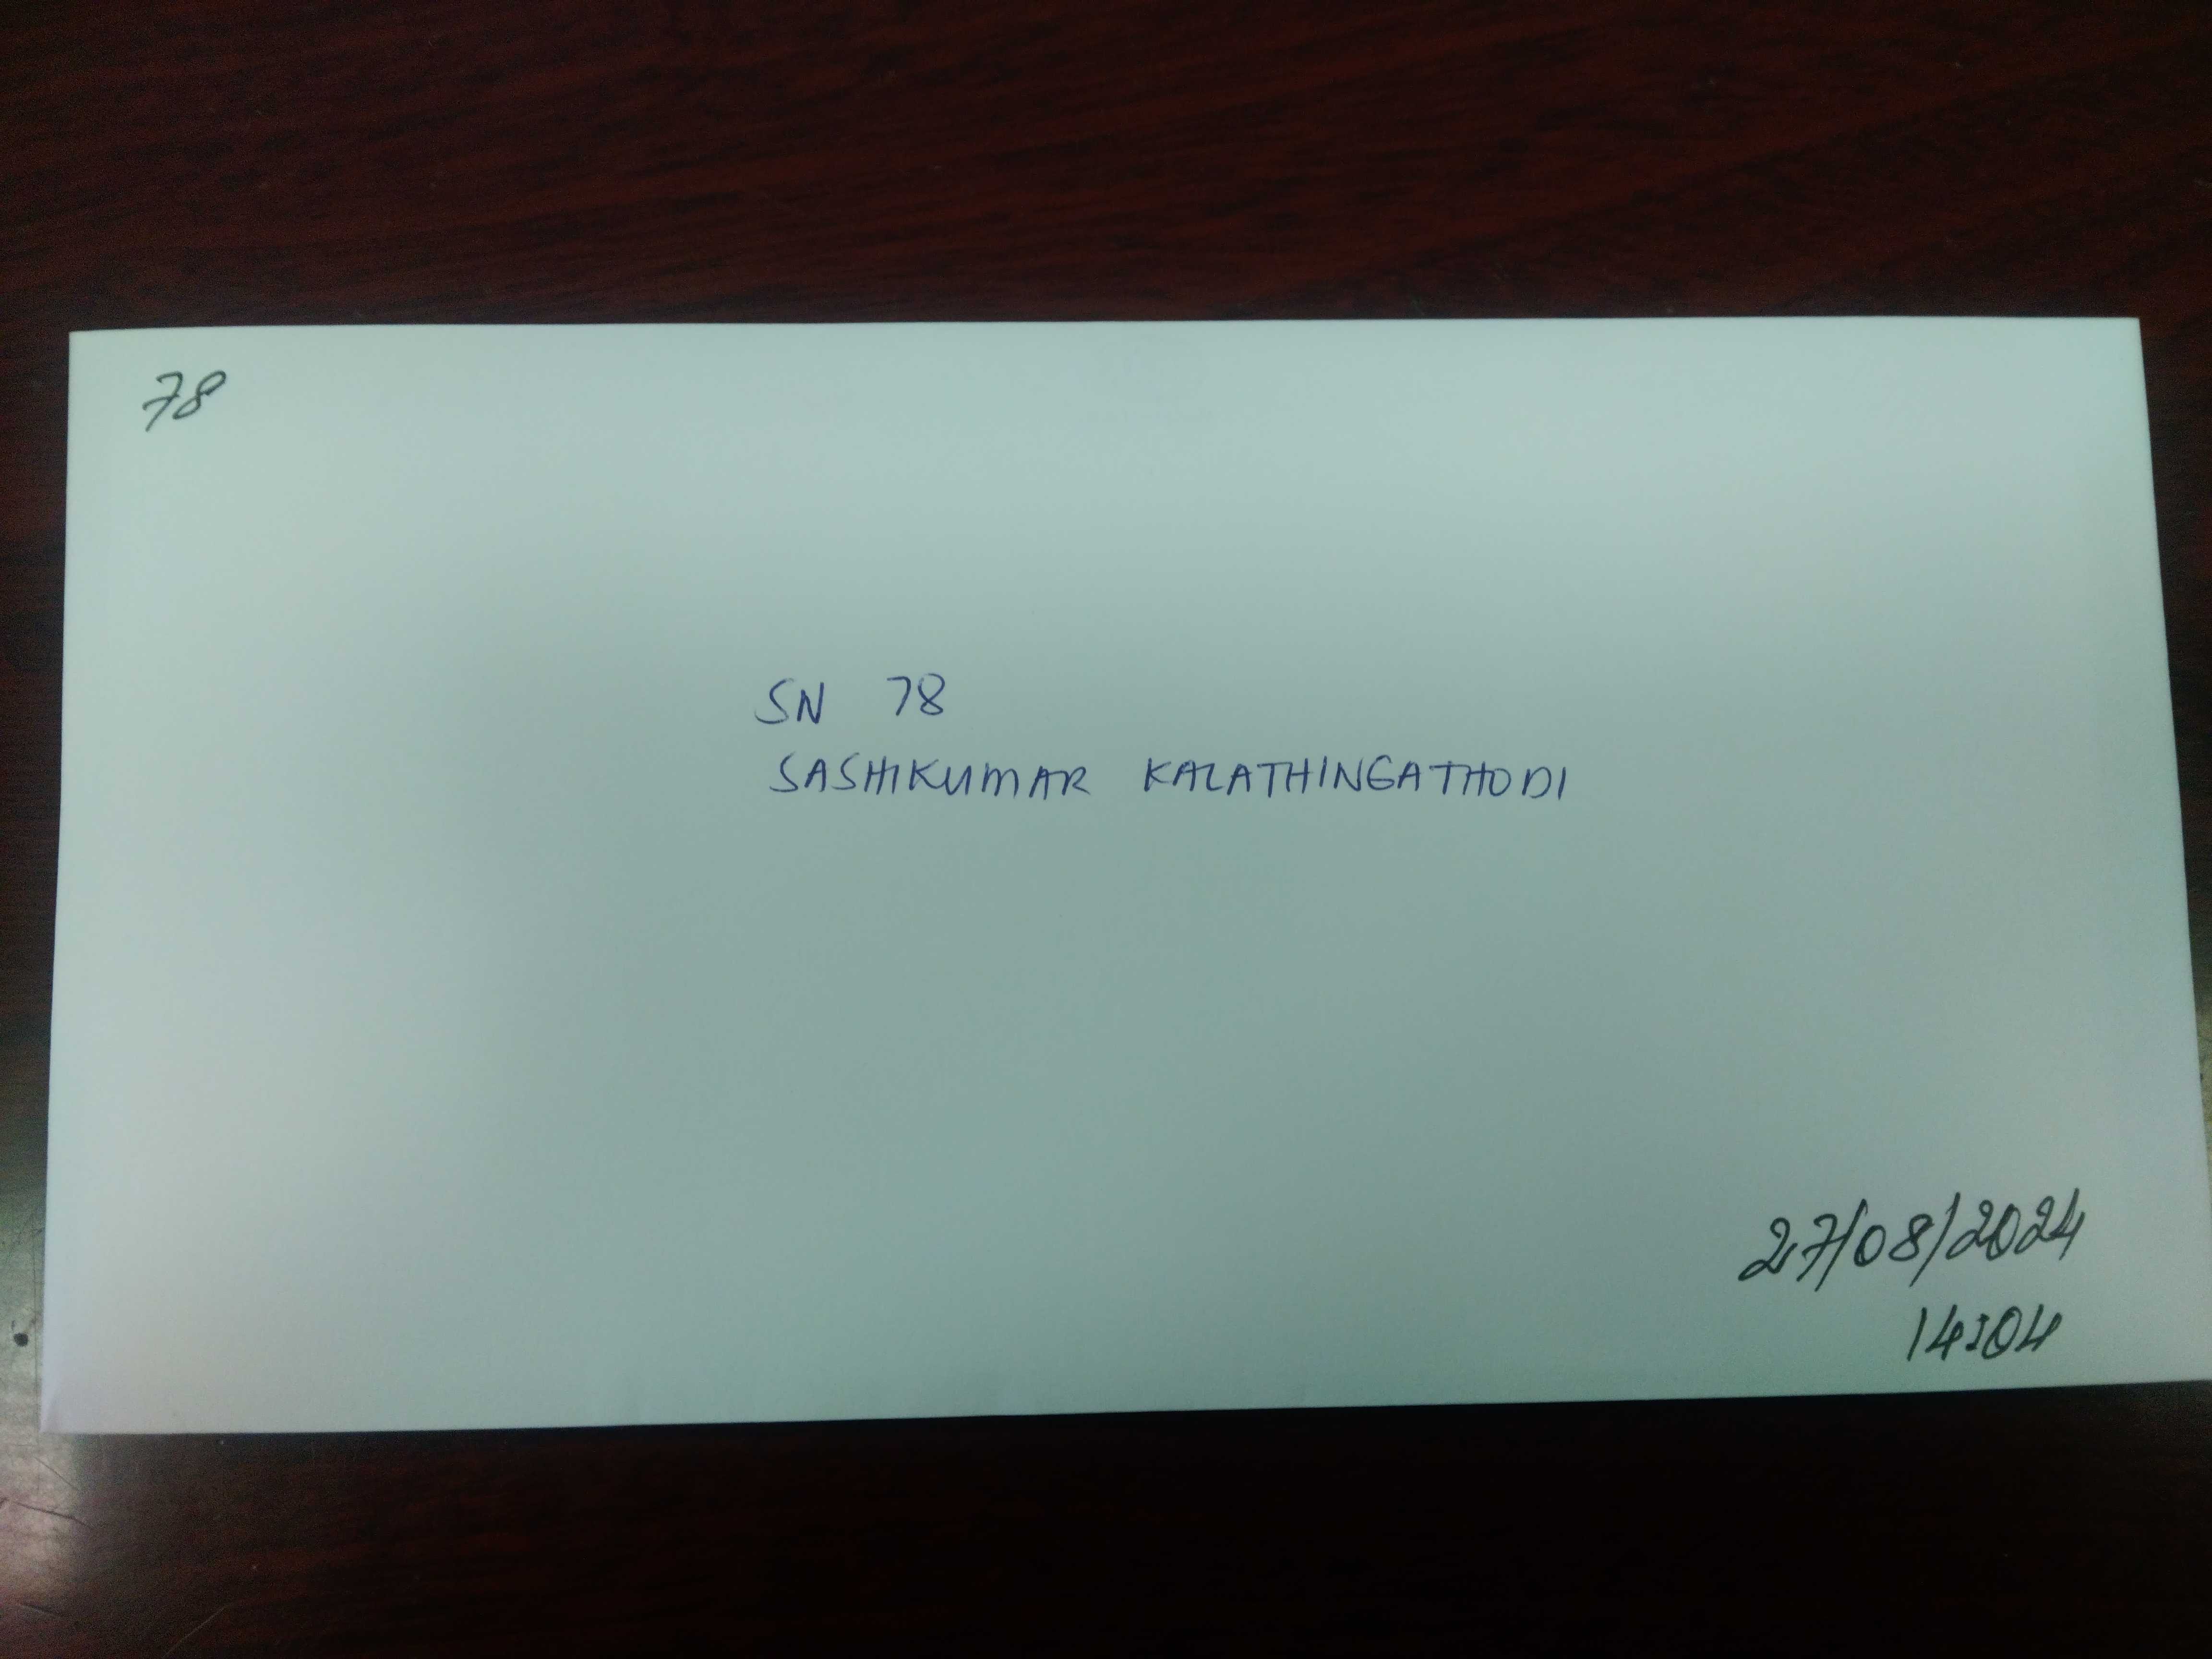 78
SN 78
SASHIKUMAR KALATHINGATHODI
27/08/2024
14:04